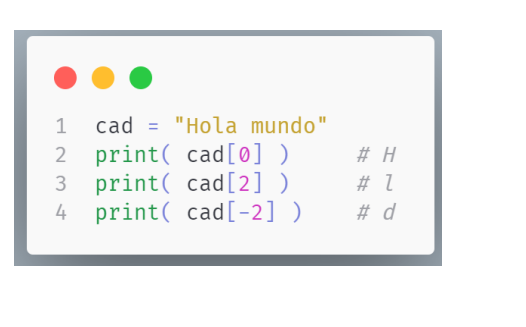 1 cad = "Hola mundo"
2 print( cad[0] ) # H
3 print( cad[2] ) # l
4 print( cad[-2] ) # d